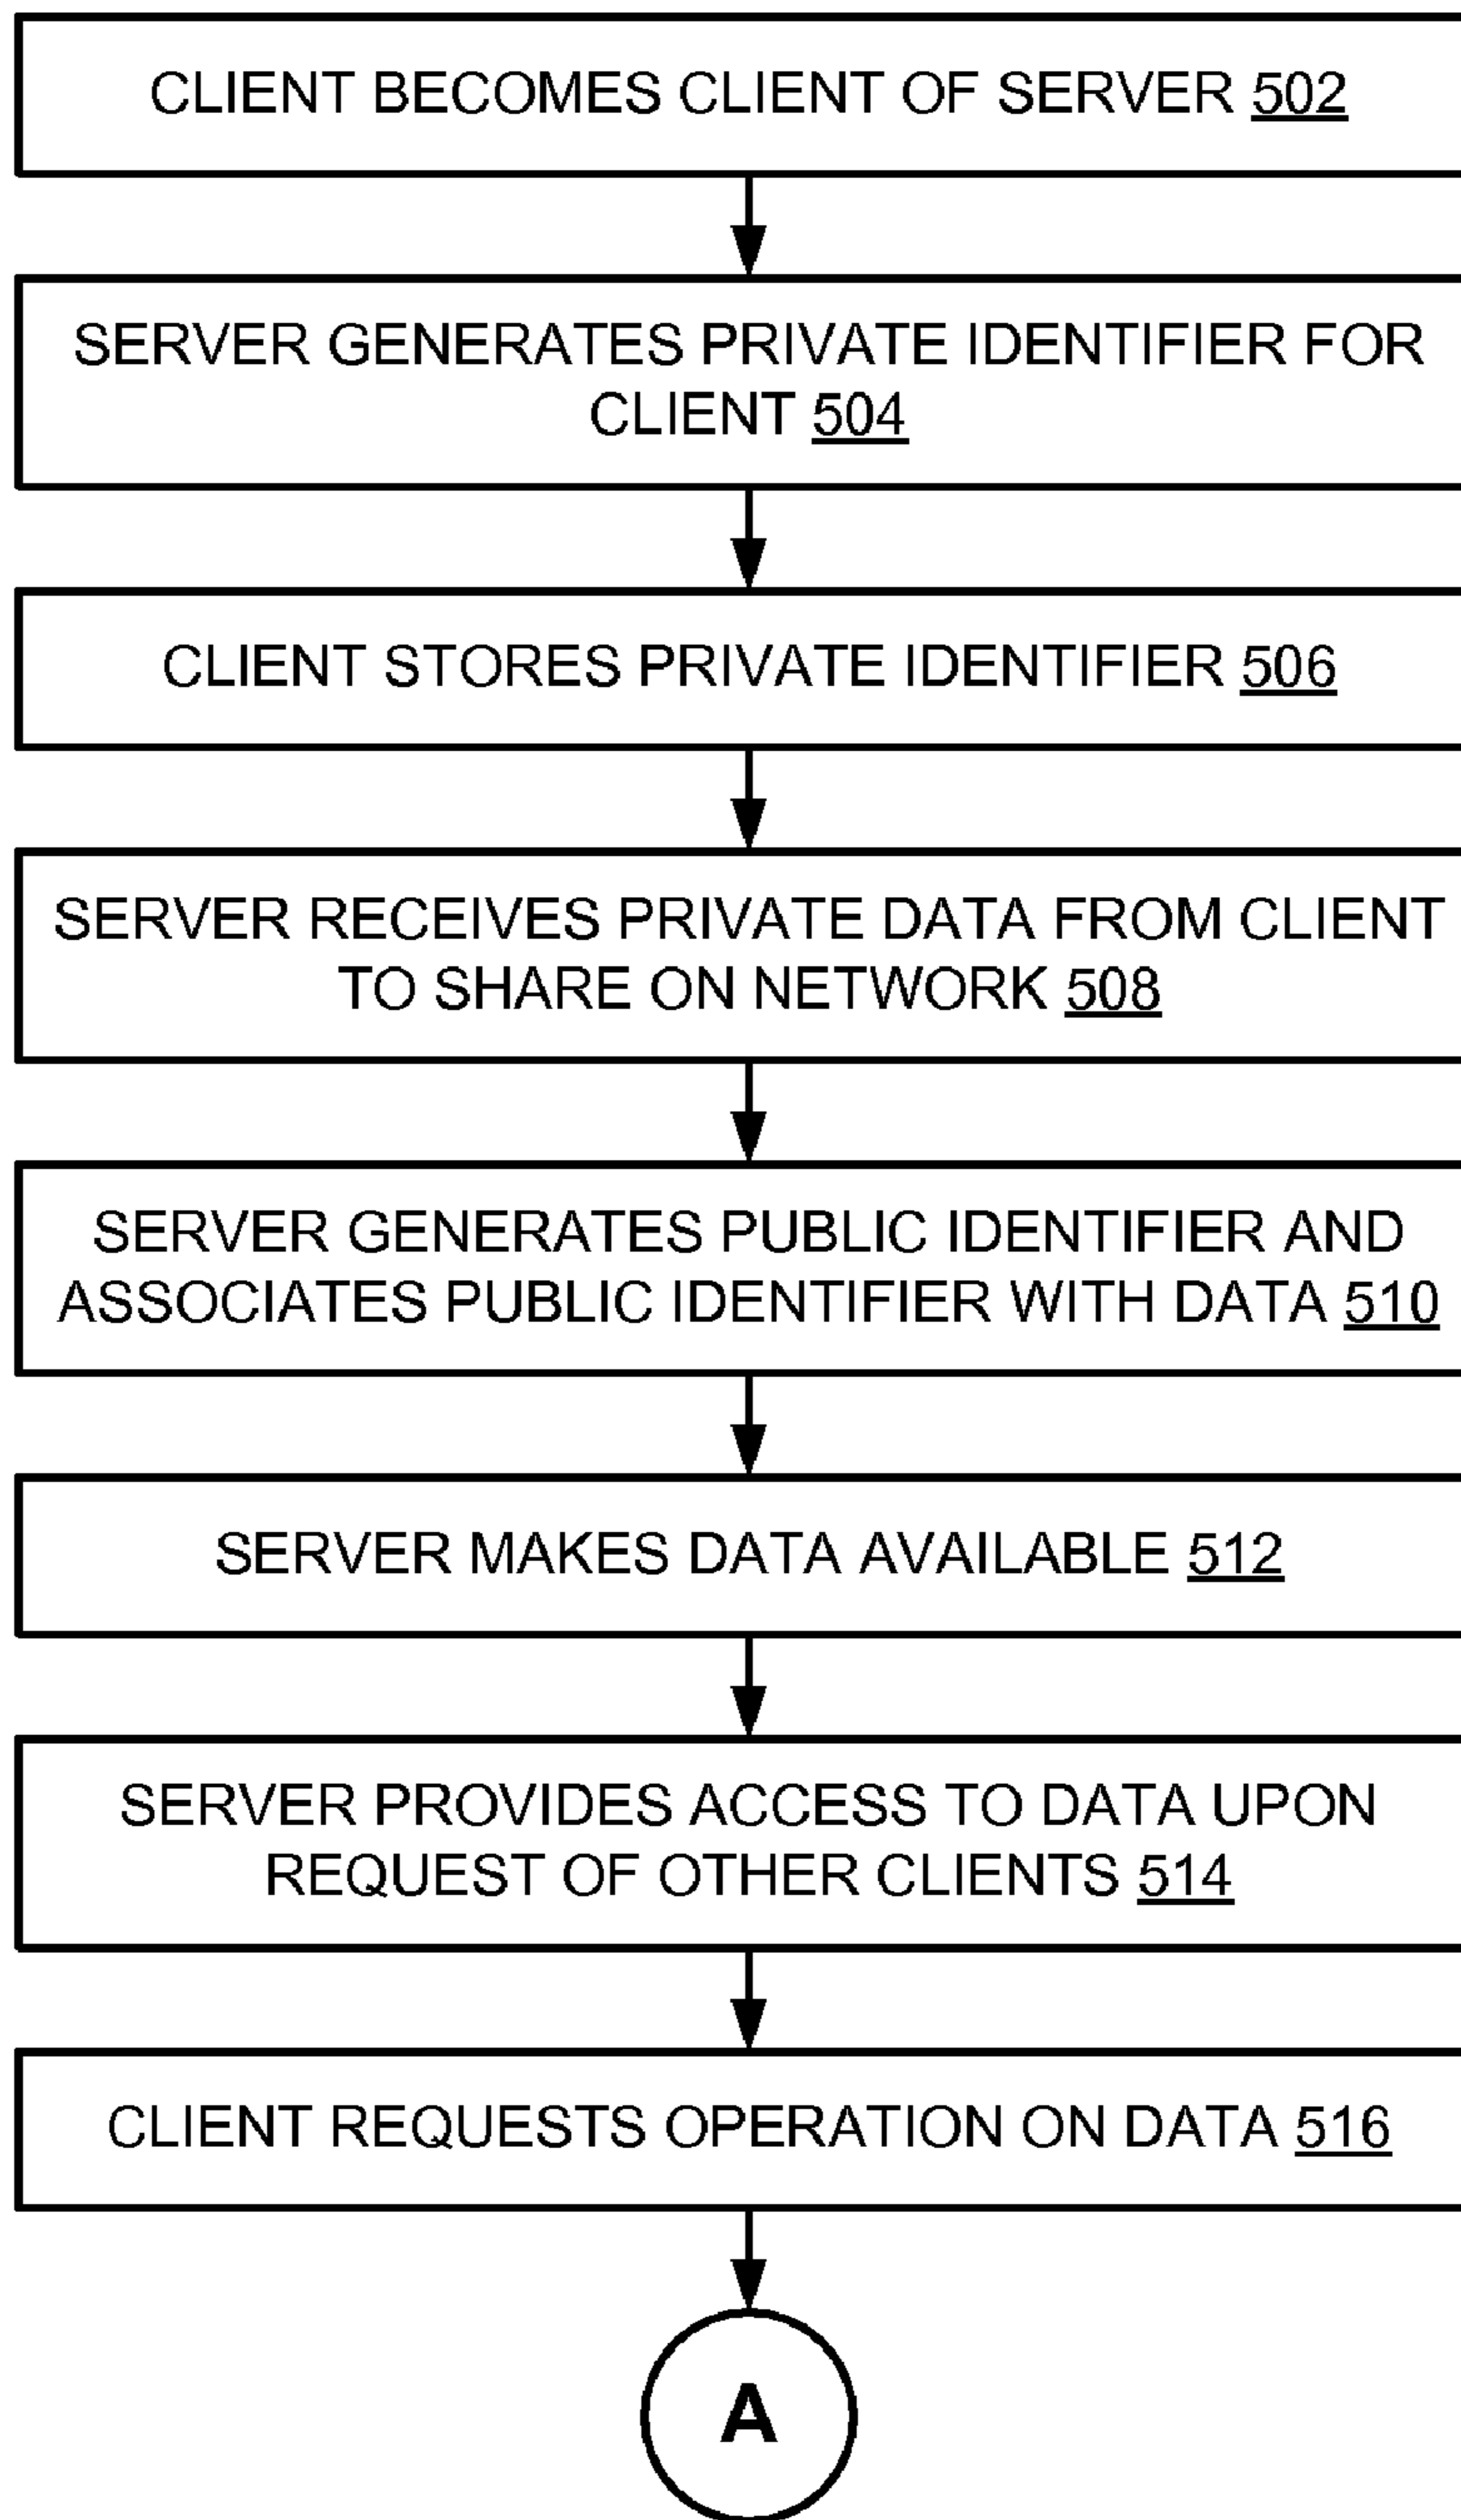 CLIENT BECOMES CLIENT OF SERVER 502
SERVER GENERATES PRIVATE IDENTIFIER FOR
CLIENT 504
CLIENT STORES PRIVATE IDENTIFIER 506
SERVER RECEIVES PRIVATE DATA FROM CLIENT
TO SHARE ON NETWORK 508
SERVER GENERATES PUBLIC IDENTIFIER AND
ASSOCIATES PUBLIC IDENTIFIER WITH DATA 510
SERVER MAKES DATA AVAILABLE 512
SERVER PROVIDES ACCESS TO DATA UPON
REQUEST OF OTHER CLIENTS 514
CLIENT REQUESTS OPERATION ON DATA 516
A